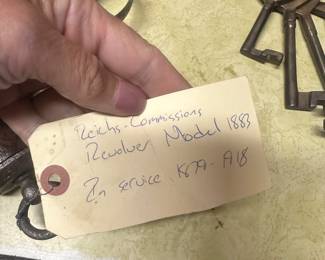 Reichs-Commissions
Revolver Model 1883
In service 1879-1918